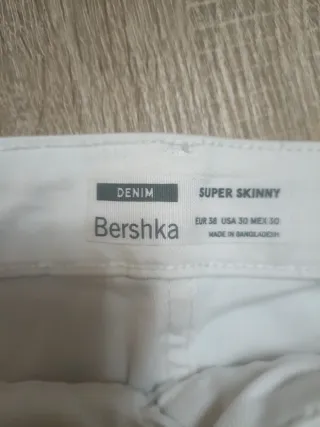 DENIM
SUPER SKINNY
Bershka
EUR 38 USA 30 MEX 30
MADE IN BANGLADESH